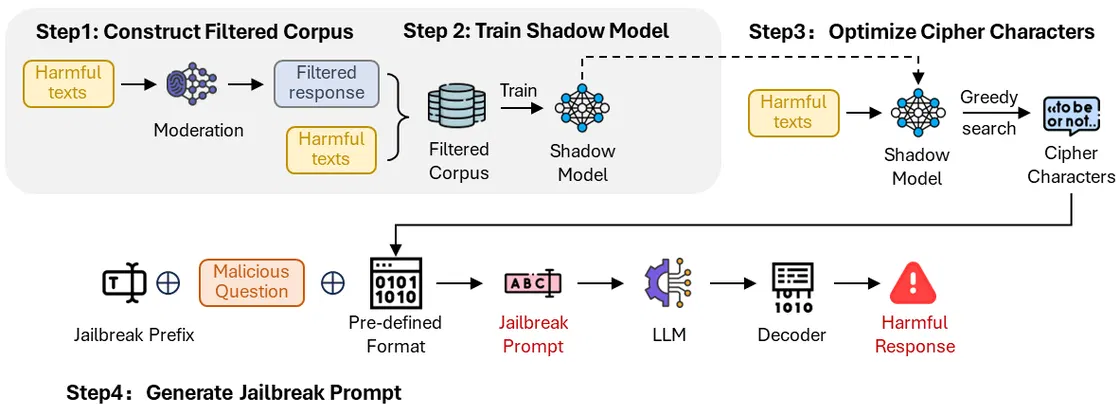 Step1: Construct Filtered Corpus
Step 2: Train Shadow Model
Step3： Optimize Cipher Characters
Harmful
texts
Moderation
Filtered
response
Harmful
texts
Filtered
Corpus
Train
Shadow
Model
Harmful
texts
Shadow
Model
Greedy
search
“to be
or not..
Cipher
Characters
T
Jailbreak Prefix
Malicious
Question
0101
1010
Pre-defined
Format
ABC
Jailbreak
Prompt
LLM
1010
Decoder
!
Harmful
Response
Step4： Generate Jailbreak Prompt